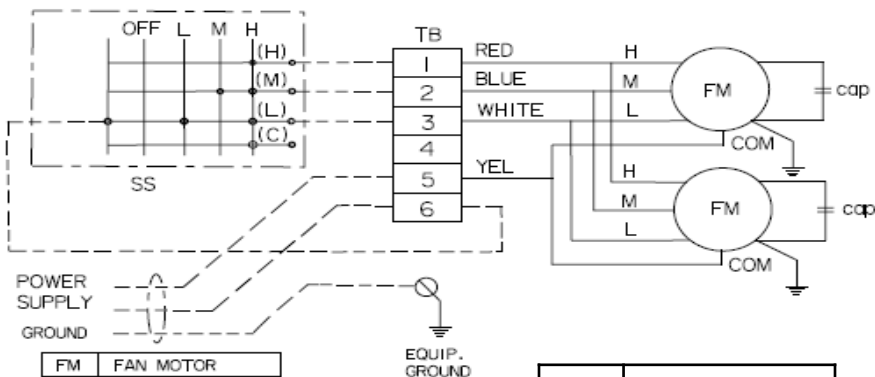 OFF L M H
(H)
(M)
(L)
(C)
SS
TB
1
2
3
4
5
6
RED
BLUE
WHITE
YEL
H
M
L
FM
cap
COM
H
M
L
FM
cap
COM
POWER
SUPPLY
GROUND
EQUIP.
GROUND
FM FAN MOTOR